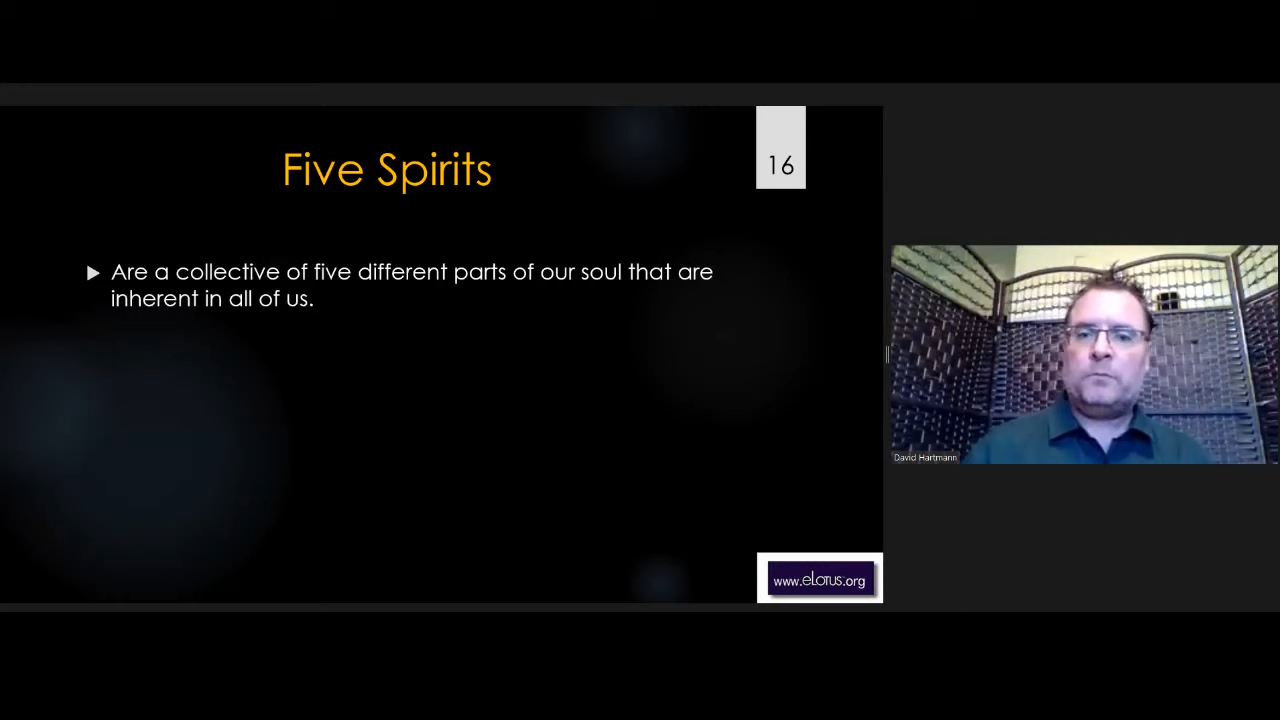 Five Spirits
16
Are a collective of five different parts of our soul that are
inherent in all of us.
David Hartmann
www.eLotus.org